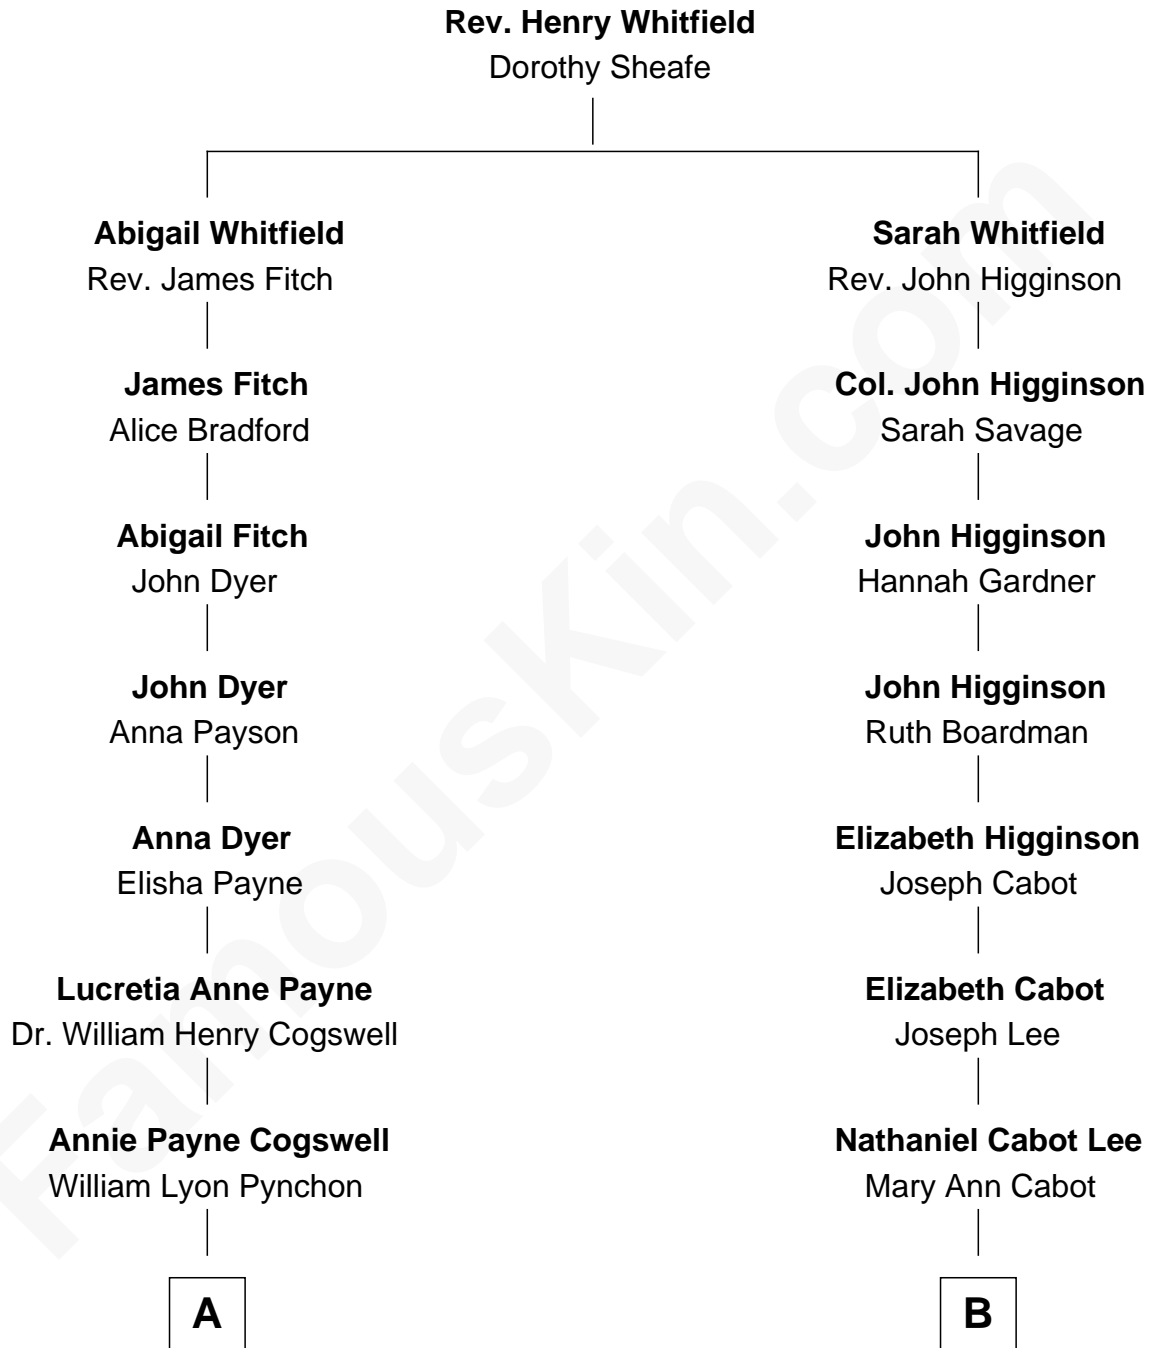 Rev. Henry Whitfield
Dorothy Sheafe
Abigail Whitfield
Rev. James Fitch
James Fitch
Alice Bradford
Abigail Fitch
John Dyer
John Dyer
Anna Payson
Anna Dyer
Elisha Payne
Lucretia Anne Payne
Dr. William Henry Cogswell
Annie Payne Cogswell
William Lyon Pynchon
A
Sarah Whitfield
Rev. John Higginson
Col. John Higginson
Sarah Savage
John Higginson
Hannah Gardner
John Higginson
Ruth Boardman
Elizabeth Higginson
Joseph Cabot
Elizabeth Cabot
Joseph Lee
Nathaniel Cabot Lee
Mary Ann Cabot
B
FamousKin.com